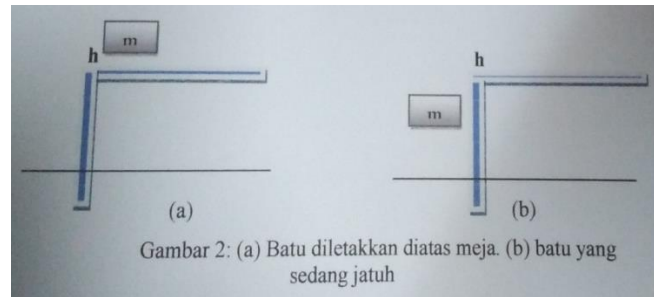 m
h
h
m
(a)
(b)
Gambar 2: (a) Batu diletakkan diatas meja. (b) batu yang
sedang jatuh